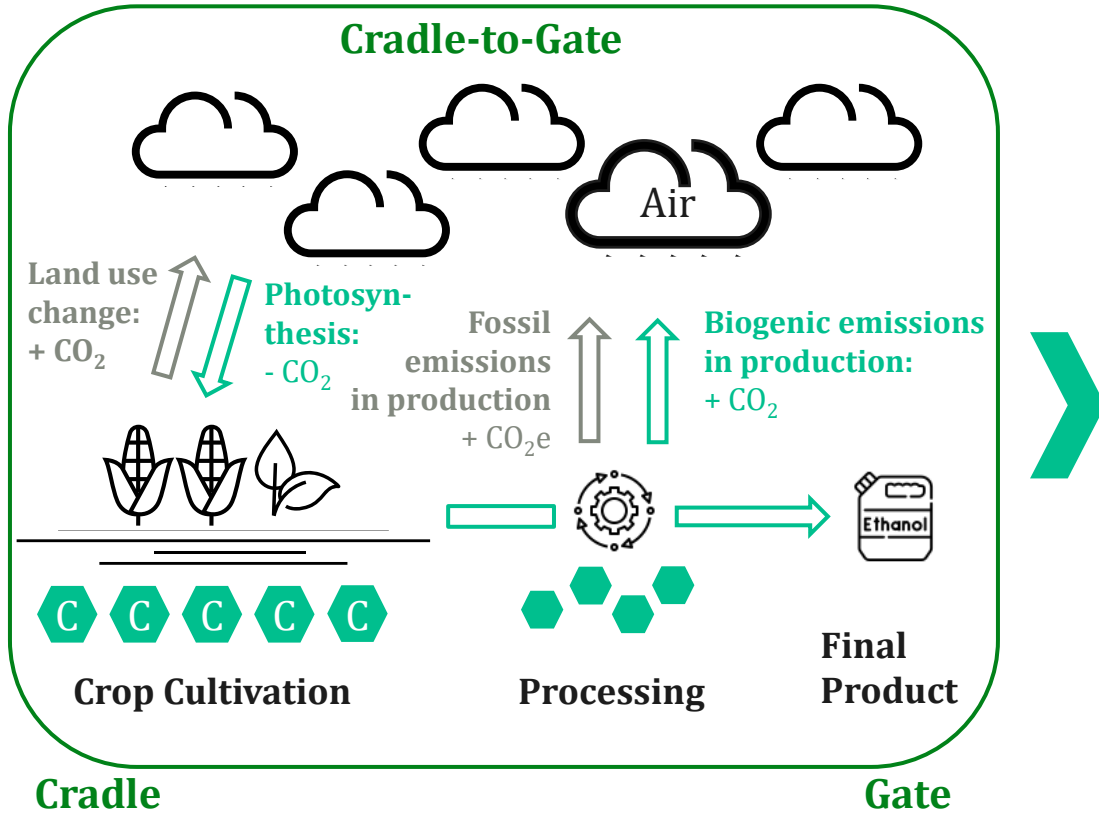 Cradle-to-Gate
Air
Land use
change:
+ CO₂
Photosyn-
thesis:
- CO₂
Fossil
emissions
in production
+ CO₂e
Biogenic emissions
in production:
+ CO₂
Ethanol
C C C C C
Crop Cultivation
Processing
Final
Product
Cradle
Gate